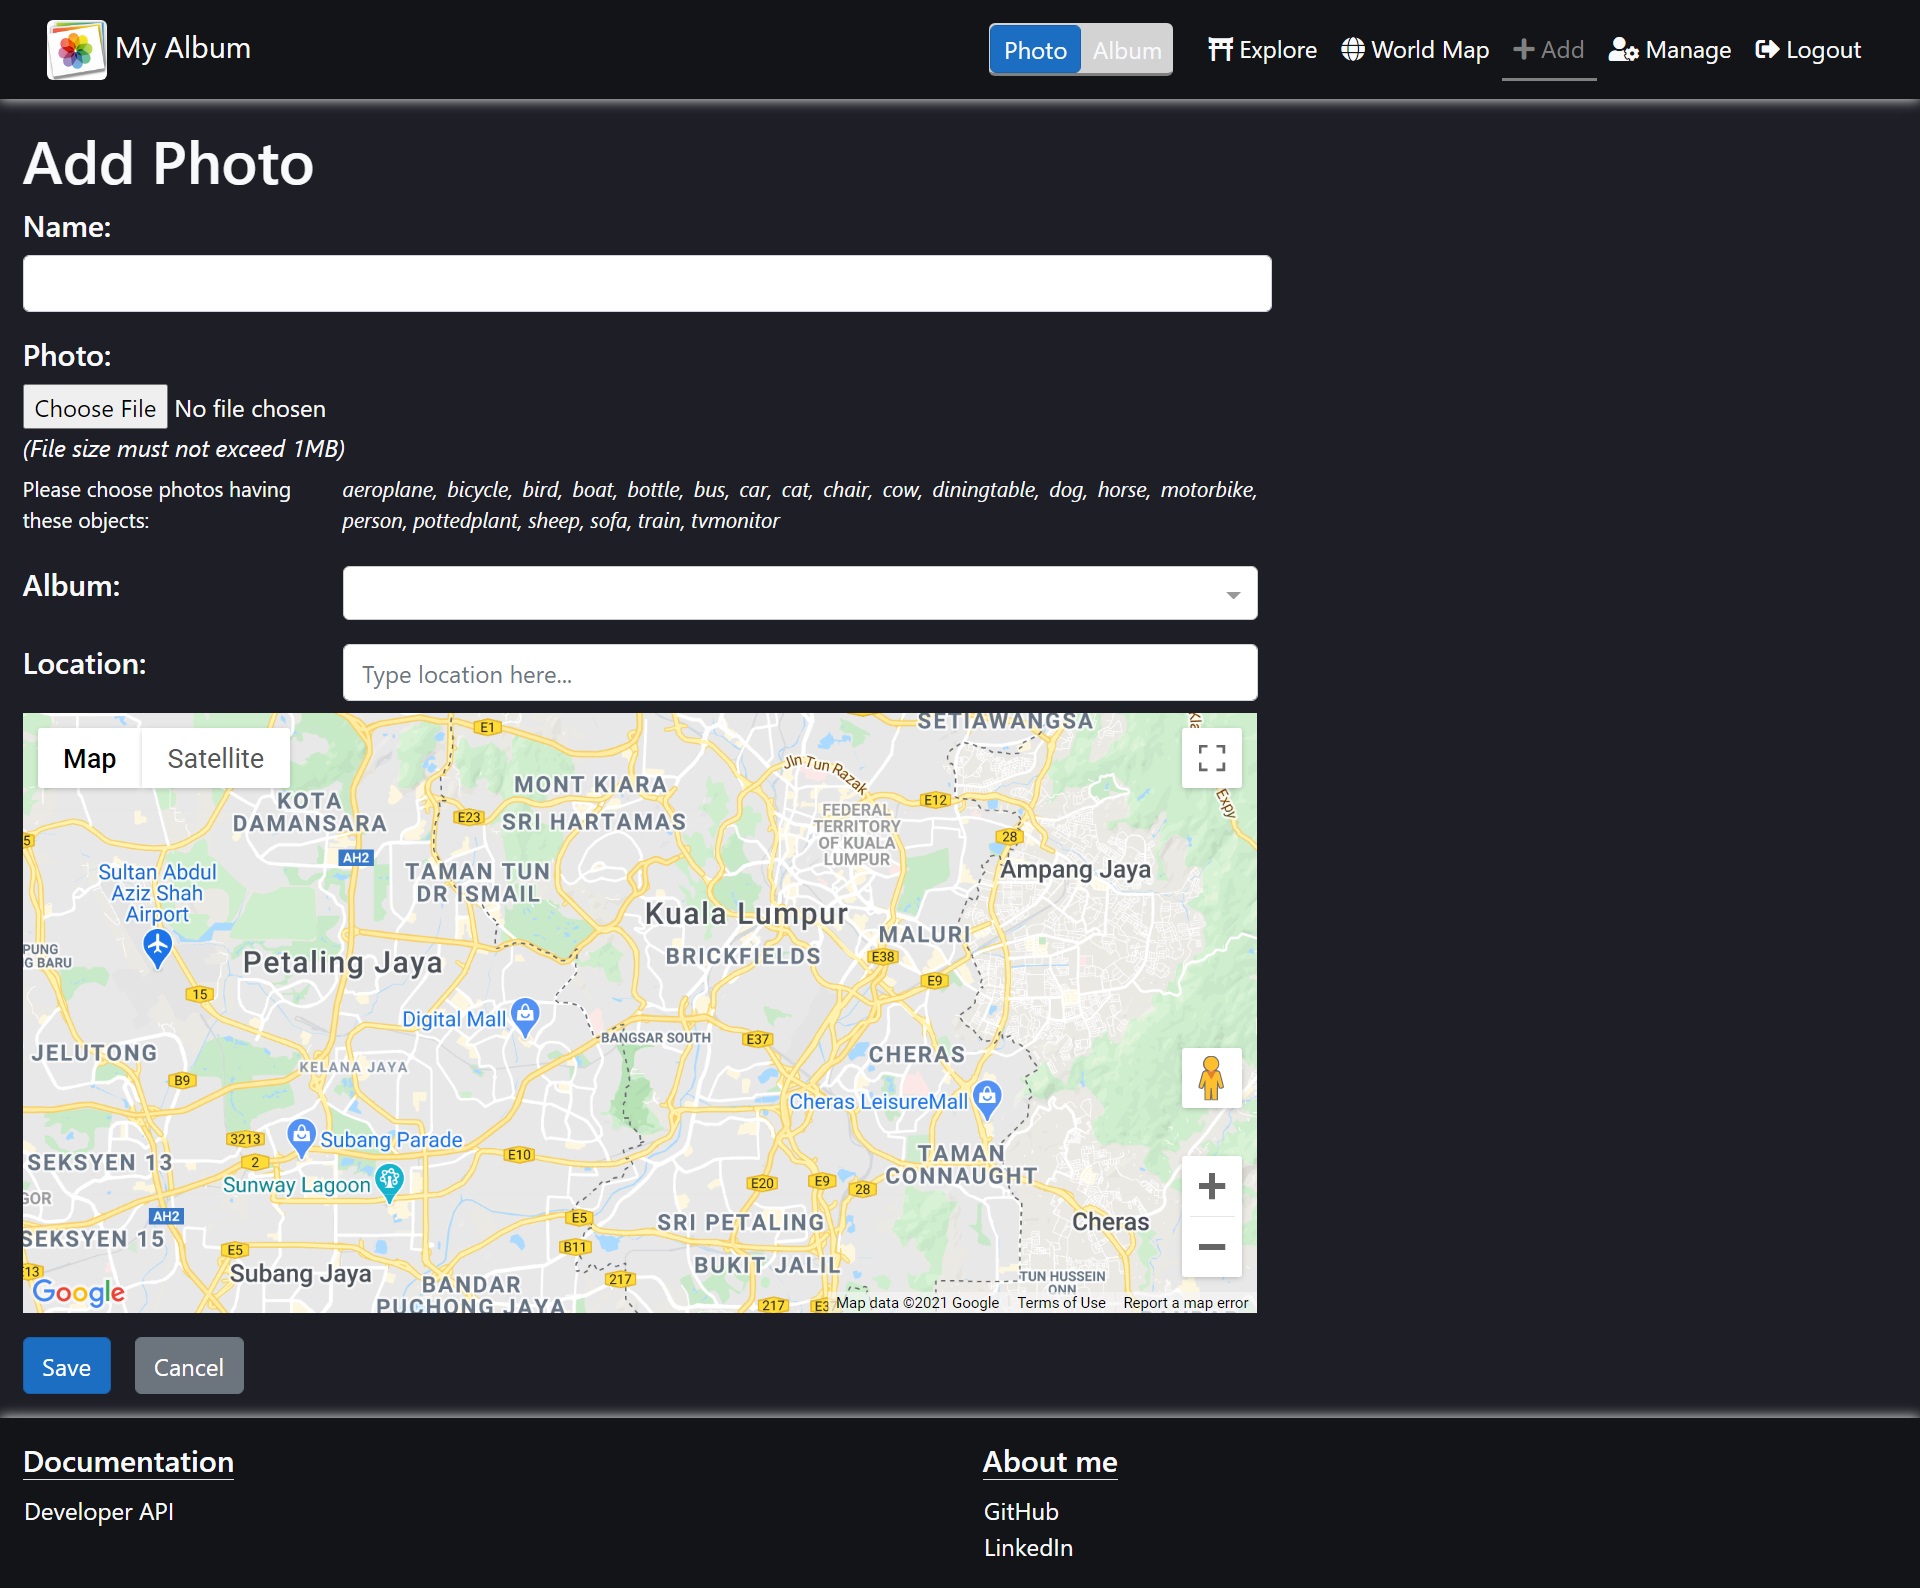 My Album
Photo Album Explore World Map Add Manage Logout
Add Photo
Name:
Photo:
Choose File No file chosen
(File size must not exceed 1MB)
Please choose photos having
these objects:
aeroplane, bicycle, bird, boat, bottle, bus, car, cat, chair, cow, diningtable, dog, horse, motorbike,
person, pottedplant, sheep, sofa, train, tvmonitor
Album:
Location:
Type location here...
Map Satellite
SETIAWANGSA
E1
Jln Tun Razak
MONT KIARA
KOTA
DAMANSARA
E23
SRI HARTAMAS
E12
Expy
FEDERAL
TERRITORY
OF KUALA
LUMPUR
28
5
AH2
Ampang Jaya
TAMAN TUN
DR ISMAIL
Sultan Abdul
Aziz Shah
Airport
Kuala Lumpur
MALURI
BRICKFIELDS
E38
PUNG
G BARU
Petaling Jaya
E9
15
Digital Mall
BANGSAR SOUTH
E37
JELUTONG
KELANA JAYA
CHERAS
B9
Cheras LeisureMall
3213
Subang Parade
E10
SEKSYEN 13
2
TAMAN
CONNAUGHT
Sunway Lagoon
GOR
E20
E9
28
AH2
E5
SRI PETALING
Cheras
SEKSYEN 15
E5
B11
BUKIT JALIL
13
Subang Jaya
217
TUN HUSSEIN
ONN
BANDAR
PUCHONG JAYA
Google
217
E3
Map data ©2021 Google Terms of Use Report a map error
Save Cancel
Documentation
Developer API
About me
GitHub
LinkedIn